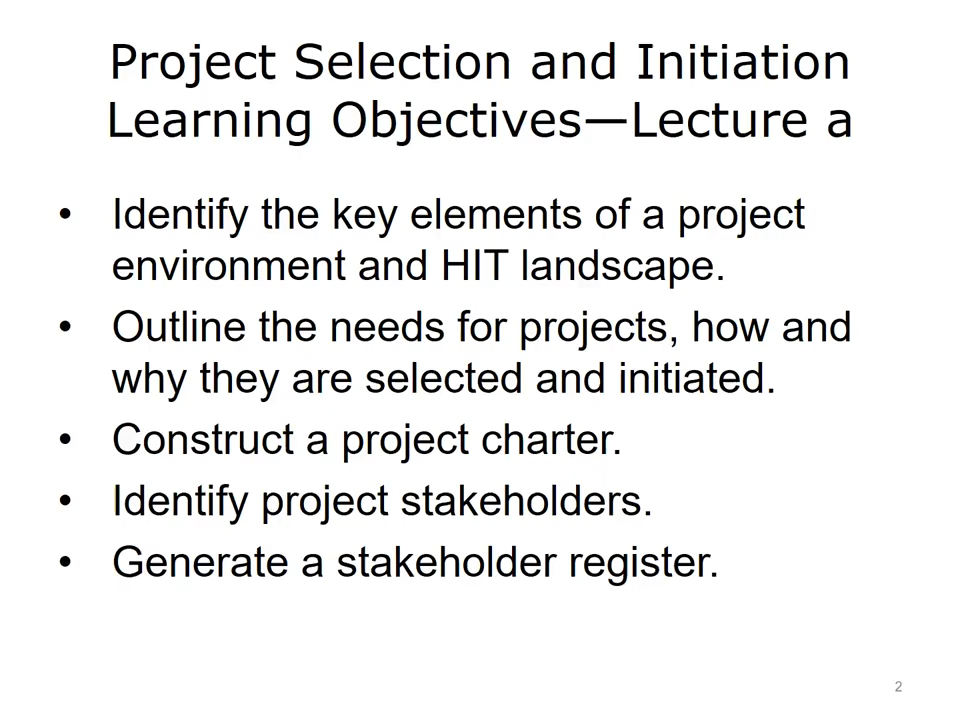 Project Selection and Initiation
Learning Objectives—Lecture a
• Identify the key elements of a project
environment and HIT landscape.
• Outline the needs for projects, how and
why they are selected and initiated.
• Construct a project charter.
• Identify project stakeholders.
• Generate a stakeholder register.
2